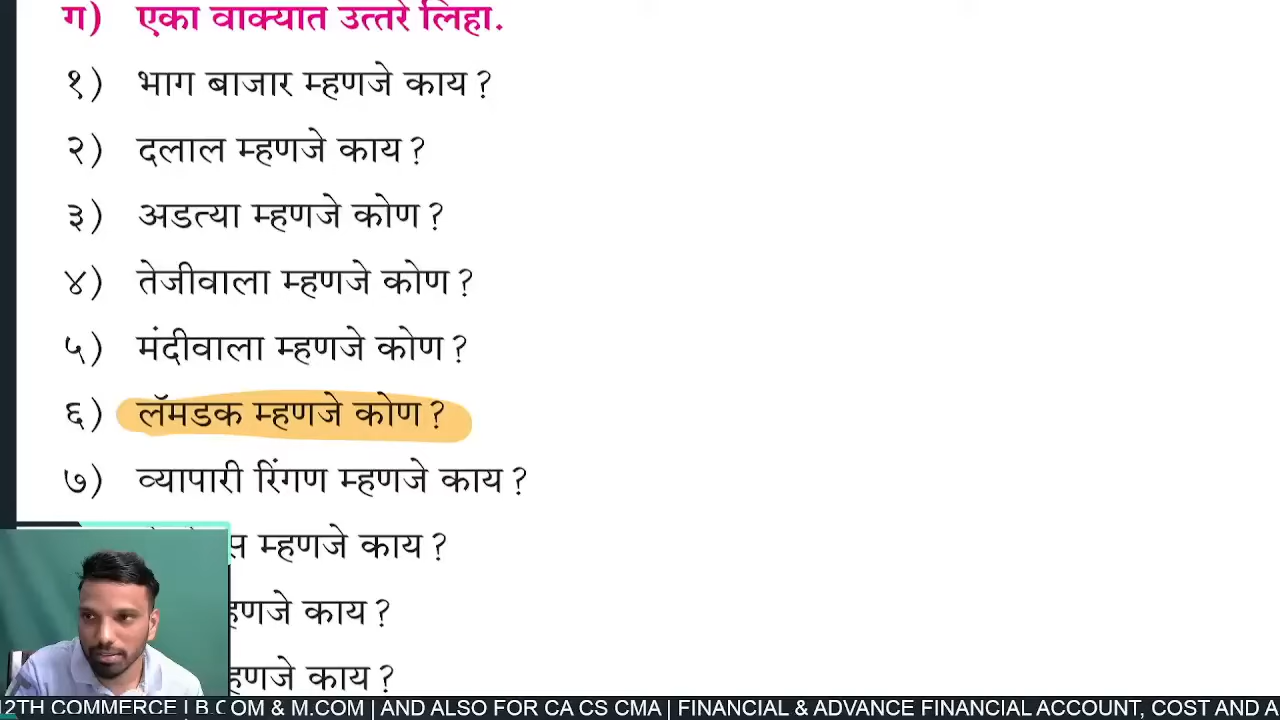 ग) एका वाक्यात उत्तरे लिहा.
१) भाग बाजार म्हणजे काय ?
२) दलाल म्हणजे काय ?
३) अडत्या म्हणजे कोण ?
४) तेजीवाला म्हणजे कोण ?
५) मंदीवाला म्हणजे कोण ?
६) लॅमडक म्हणजे कोण ?
७) व्यापारी रिंगण म्हणजे काय ?
म्हणजे काय ?
काय ?
काय ?
12TH COMMERCE | B.COM & M.COM | AND ALSO FOR CA CS CMA | FINANCIAL & ADVANCE FINANCIAL ACCOUNT, COST AND A